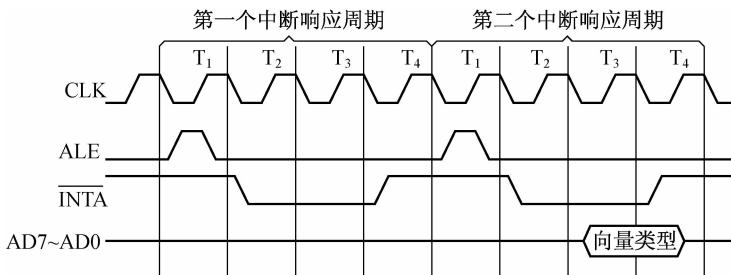 第一个中断响应周期 第二个中断响应周期
T₁ T₂ T₃ T₄ T₁ T₂ T₃ T₄
CLK
ALE
I̅N̅T̅A̅
AD7~AD0 向量类型